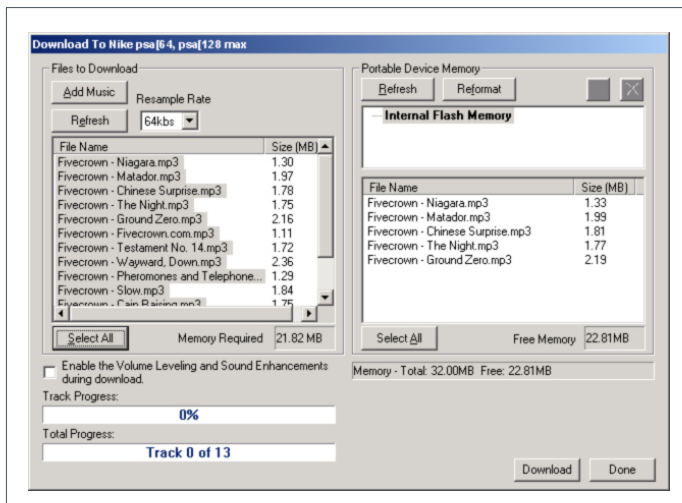 Download To Nike psa[64, psa[128 max
Files to Download
Add Music
Resample Rate
Refresh
64kbs
File Name Size (MB)
Fivecrown - Niagara.mp3 1.30
Fivecrown - Matador.mp3 1.97
Fivecrown - Chinese Surprise.mp3 1.78
Fivecrown - The Night.mp3 1.75
Fivecrown - Ground Zero.mp3 2.16
Fivecrown - Fivecrown.com.mp3 1.11
Fivecrown - Testament No. 14.mp3 1.72
Fivecrown - Wayward, Down.mp3 2.36
Fivecrown - Pheromones and Telephone... 1.29
Fivecrown - Slow.mp3 1.84
Fivecrown - Cain Raising.mp3 1.75
Select All
Memory Required 21.82 MB
Enable the Volume Leveling and Sound Enhancements
during download.
Track Progress:
0%
Total Progress:
Track 0 of 13
Portable Device Memory
Refresh
Reformat
Internal Flash Memory
File Name Size (MB)
Fivecrown - Niagara.mp3 1.33
Fivecrown - Matador.mp3 1.99
Fivecrown - Chinese Surprise.mp3 1.81
Fivecrown - The Night.mp3 1.77
Fivecrown - Ground Zero.mp3 2.19
Select All
Free Memory 22.81MB
Memory - Total: 32.00MB Free: 22.81MB
Download
Done